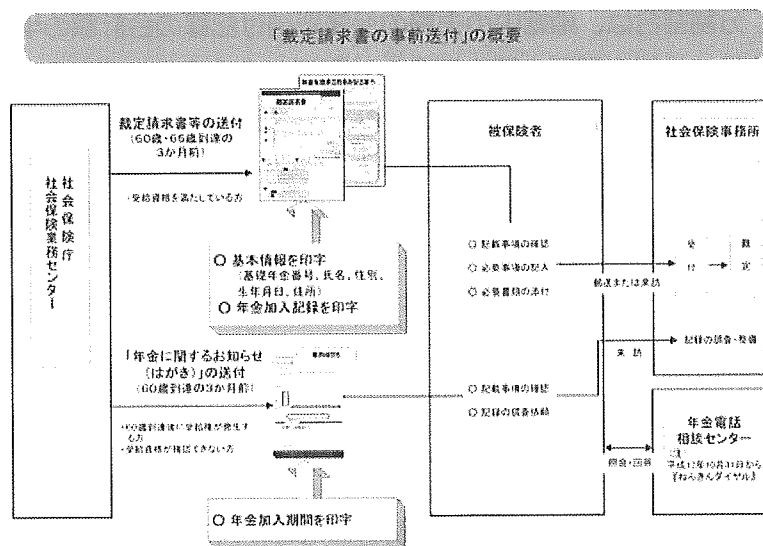 「裁定請求書の事前送付」の概要
社会保険庁
社会保険業務センター
裁定請求書等の送付
(60歳・65歳到達の
3か月前)
・受給資格を満たしている方
裁定請求書
○ 基本情報を印字
(基礎年金番号、氏名、性別、
生年月日、住所)
○ 年金加入記録を印字
「年金に関するお知らせ
(はがき)」の送付
(60歳到達の3か月前)
・60歳到達後に受給権が発生す
る方
・受給資格が確認できない方
○ 年金加入期間を印字
被保険者
○ 記載事項の確認
○ 必要事項の記入
○ 必要書類の添付
○ 記載事項の確認
○ 記録の調査依頼
郵送または来訪
来訪
照会・回答
社会保険事務所
受付
裁定
記録の調査・整備
年金電話
相談センター
『ねんきんダイヤル』